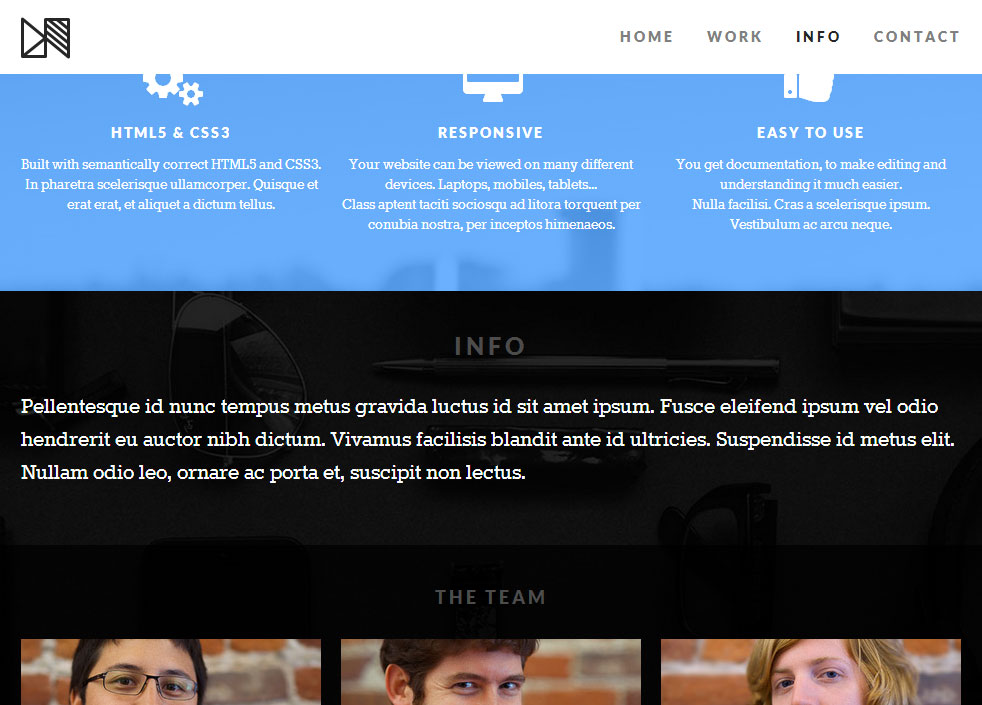 HOME WORK INFO CONTACT
HTML5 & CSS3
Built with semantically correct HTML5 and CSS3.
In pharetra scelerisque ullamcorper. Quisque et
erat erat, et aliquet a dictum tellus.
RESPONSIVE
Your website can be viewed on many different
devices. Laptops, mobiles, tablets...
Class aptent taciti sociosqu ad litora torquent per
conubia nostra, per inceptos himenaeos.
EASY TO USE
You get documentation, to make editing and
understanding it much easier.
Nulla facilisi. Cras a scelerisque ipsum.
Vestibulum ac arcu neque.
INFO
Pellentesque id nunc tempus metus gravida luctus id sit amet ipsum. Fusce eleifend ipsum vel odio
hendrerit eu auctor nibh dictum. Vivamus facilisis blandit ante id ultricies. Suspendisse id metus elit.
Nullam odio leo, ornare ac porta et, suscipit non lectus.
THE TEAM